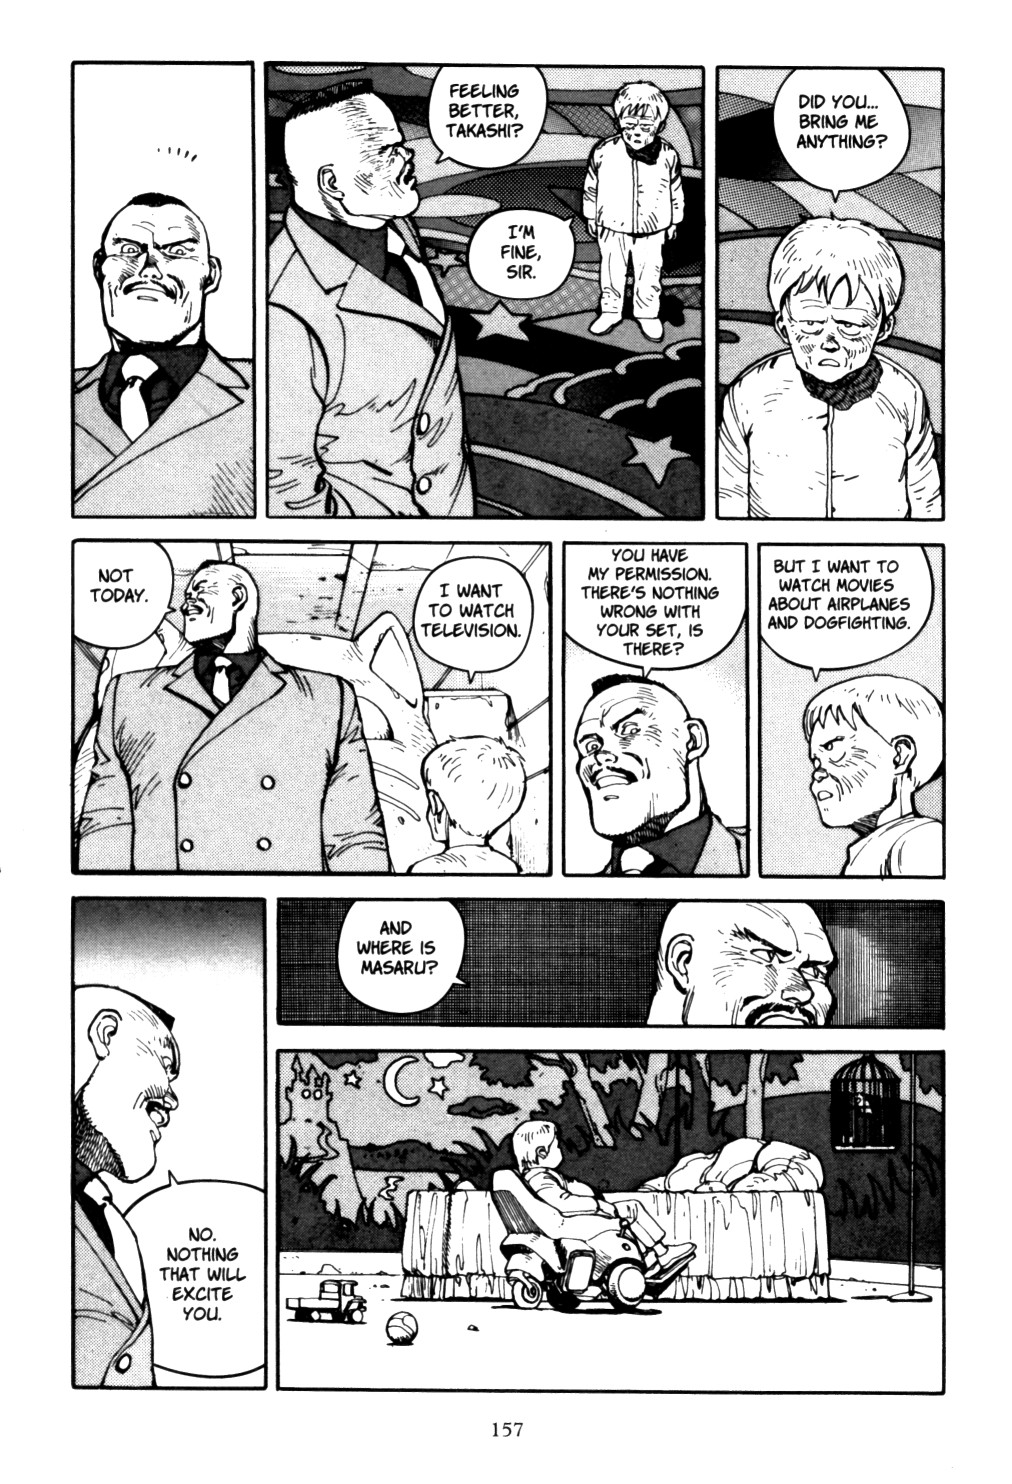 FEELING
BETTER,
TAKASHI?
I'M
FINE,
SIR.
DID YOU...
BRING ME
ANYTHING?
NOT
TODAY.
I WANT
TO WATCH
TELEVISION.
YOU HAVE
MY PERMISSION.
THERE'S NOTHING
WRONG WITH
YOUR SET, IS
THERE?
BUT I WANT TO
WATCH MOVIES
ABOUT AIRPLANES
AND DOGFIGHTING.
NO.
NOTHING
THAT WILL
EXCITE
YOU.
AND
WHERE IS
MASARU?
157